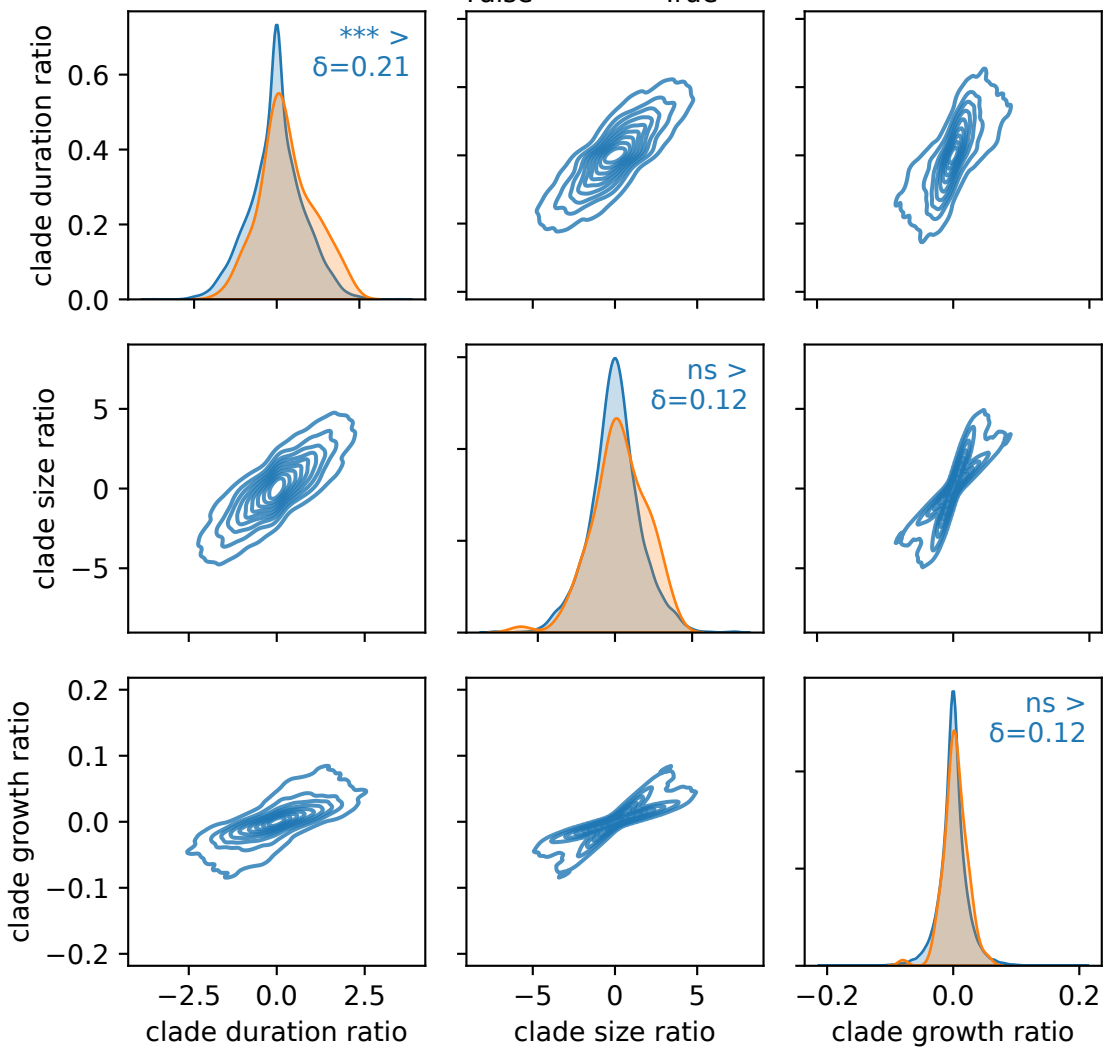 clade duration ratio
0.6
0.4
0.2
0.0
*** >
δ=0.21
clade size ratio
5
0
−5
ns >
δ=0.12
clade growth ratio
0.2
0.1
0.0
−0.1
−0.2
ns >
δ=0.12
−2.5 0.0 2.5
−5 0 5
−0.2 0.0 0.2
clade duration ratio
clade size ratio
clade growth ratio